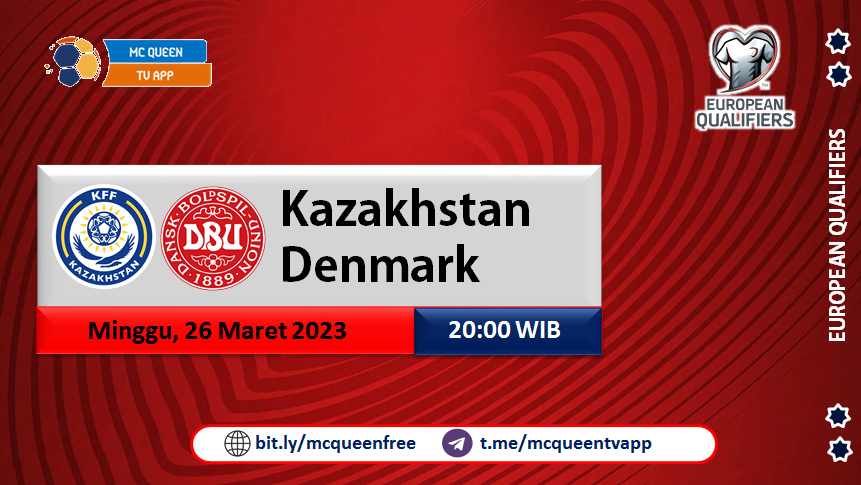 MC QUEEN
TV APP
EUROPEAN
QUALIFIERS
EUROPEAN QUALIFIERS
KFF
KAZAKHSTAN
DANSK·BOLDSPIL·UNION
DBU
·1889·
Kazakhstan
Denmark
Minggu, 26 Maret 2023
20:00 WIB
bit.ly/mcqueenfree
t.me/mcqueentvapp